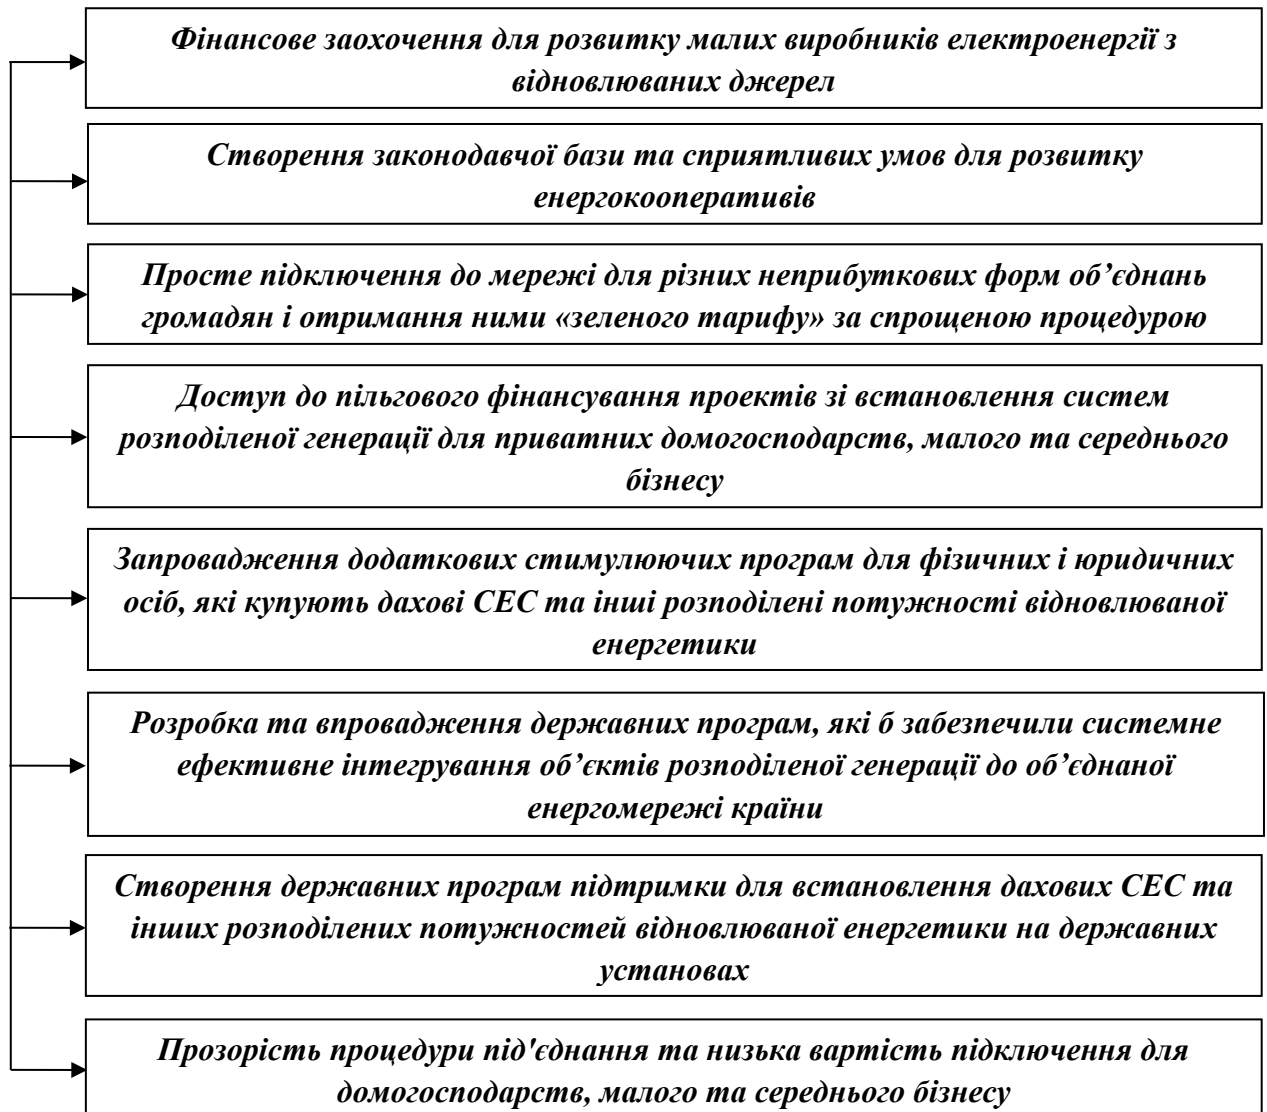 Фінансове заохочення для розвитку малих виробників електроенергії з
відновлюваних джерел
Створення законодавчої бази та сприятливих умов для розвитку
енергокооперативів
Просте підключення до мережі для різних неприбуткових форм об’єднань
громадян і отримання ними «зеленого тарифу» за спрощеною процедурою
Доступ до пільгового фінансування проектів зі встановлення систем
розподіленої генерації для приватних домогосподарств, малого та середнього
бізнесу
Запровадження додаткових стимулюючих програм для фізичних і юридичних
осіб, які купують дахові СЕС та інші розподілені потужності відновлюваної
енергетики
Розробка та впровадження державних програм, які б забезпечили системне
ефективне інтегрування об’єктів розподіленої генерації до об’єднаної
енергомережі країни
Створення державних програм підтримки для встановлення дахових СЕС та
інших розподілених потужностей відновлюваної енергетики на державних
установах
Прозорість процедури під'єднання та низька вартість підключення для
домогосподарств, малого та середнього бізнесу